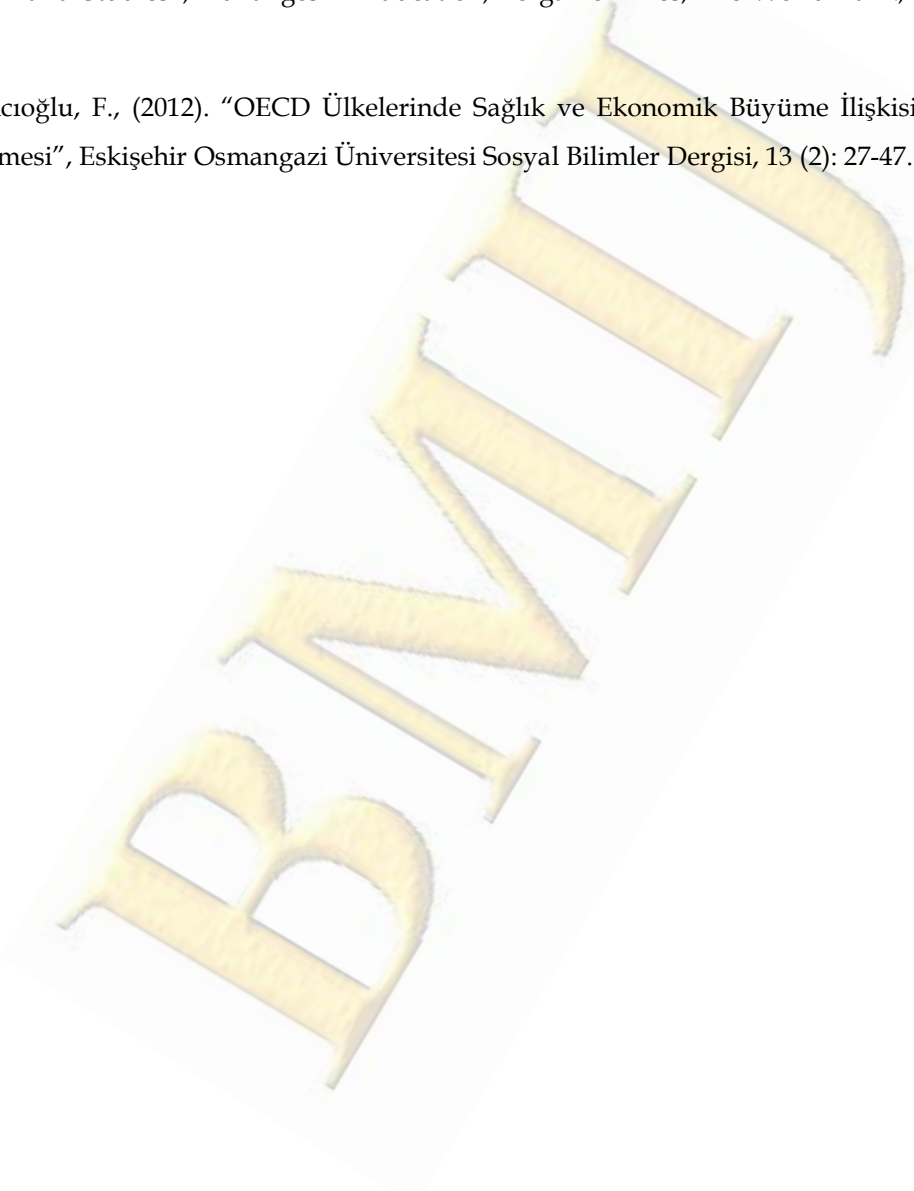 cıoğlu, F., (2012). “OECD Ülkelerinde Sağlık ve Ekonomik Büyüme İlişkisi
mesi”, Eskişehir Osmangazi Üniversitesi Sosyal Bilimler Dergisi, 13 (2): 27-47.
BMIJ